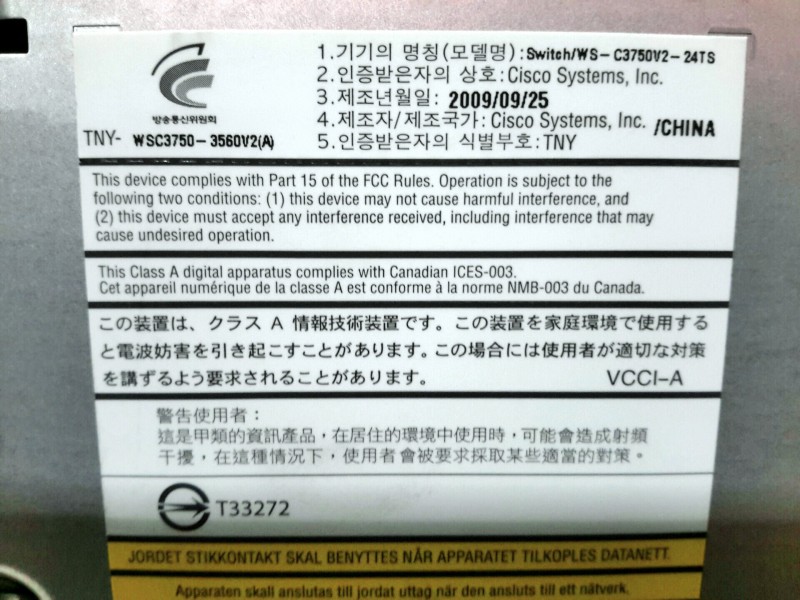 방송통신위원회
TNY- WSC3750-3560V2(A)
1.기기의 명칭(모델명):Switch/WS-C3750V2-24TS
2.인증받은자의 상호:Cisco Systems, Inc.
3.제조년월일: 2009/09/25
4.제조자/제조국가:Cisco Systems, Inc. /CHINA
5.인증받은자의 식별부호:TNY
This device complies with Part 15 of the FCC Rules. Operation is subject to the
following two conditions: (1) this device may not cause harmful interference, and
(2) this device must accept any interference received, including interference that may
cause undesired operation.
This Class A digital apparatus complies with Canadian ICES-003.
Cet appareil numérique de la classe A est conforme à la norme NMB-003 du Canada.
この装置は、クラス A 情報技術装置です。この装置を家庭環境で使用する
と電波妨害を引き起こすことがあります。この場合には使用者が適切な対策
を講ずるよう要求されることがあります。 VCCI-A
警告使用者：
這是甲類的資訊產品，在居住的環境中使用時，可能會造成射頻
干擾，在這種情況下，使用者會被要求採取某些適當的對策。
T33272
JORDET STIKKONTAKT SKAL BENYTTES NÅR APPARATET TILKOPLES DATANETT.
Apparaten skall anslutas till jordat uttag när den ansluts till ett nätverk.